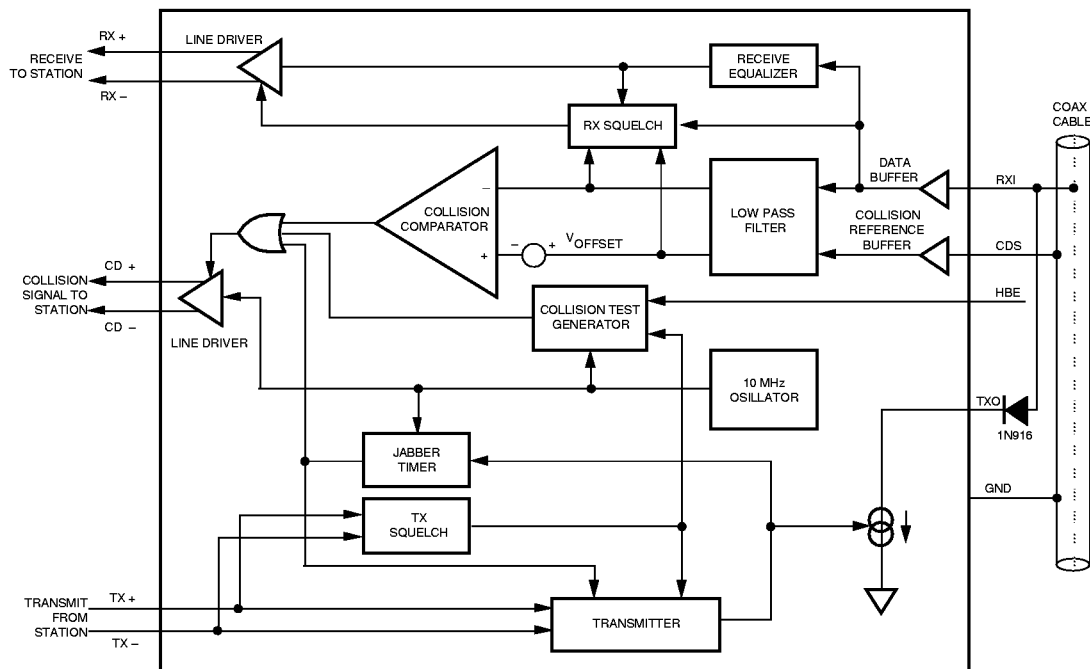 RX +
RECEIVE
TO STATION
RX –
LINE DRIVER
RECEIVE
EQUALIZER
RX SQUELCH
COAX
CABLE
DATA
BUFFER
RXI
–
COLLISION
COMPARATOR
+
– +
VOFFSET
LOW PASS
FILTER
COLLISION
REFERENCE
BUFFER
CDS
CD +
COLLISION
SIGNAL TO
STATION
CD –
LINE DRIVER
COLLISION TEST
GENERATOR
HBE
10 MHz
OSILLATOR
TXO
1N916
JABBER
TIMER
GND
TX
SQUELCH
TX +
TRANSMIT
FROM
STATION
TX –
TRANSMITTER